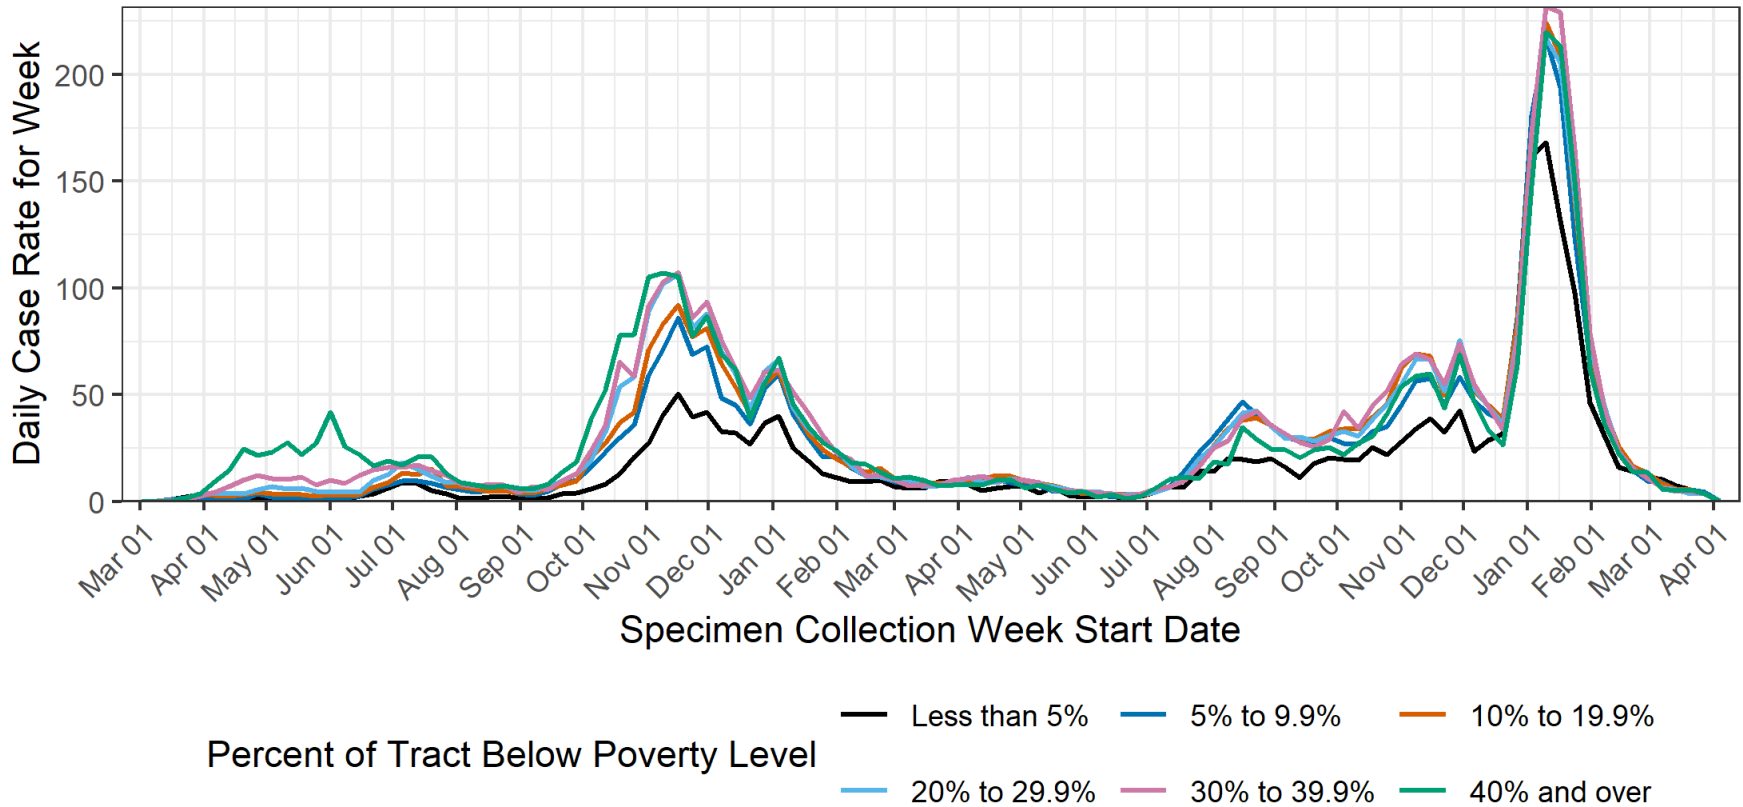 Daily Case Rate for Week
200
150
100
50
0
Mar 01 Apr 01 May 01 Jun 01 Jul 01 Aug 01 Sep 01 Oct 01 Nov 01 Dec 01 Jan 01 Feb 01 Mar 01 Apr 01 May 01 Jun 01 Jul 01 Aug 01 Sep 01 Oct 01 Nov 01 Dec 01 Jan 01 Feb 01 Mar 01 Apr 01
Specimen Collection Week Start Date
Percent of Tract Below Poverty Level
Less than 5% 5% to 9.9% 10% to 19.9%
20% to 29.9% 30% to 39.9% 40% and over